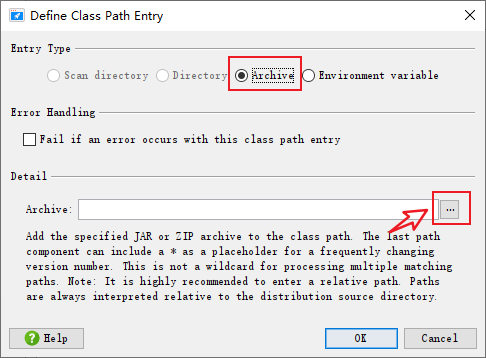 Define Class Path Entry
Entry Type
Scan directory Directory Archive Environment variable
Error Handling
Fail if an error occurs with this class path entry
Detail
Archive: ...
Add the specified JAR or ZIP archive to the class path. The last path
component can include a * as a placeholder for a frequently changing
version number. This is not a wildcard for processing multiple matching
paths. Note: It is highly recommended to enter a relative path. Paths
are always interpreted relative to the distribution source directory.
Help OK Cancel